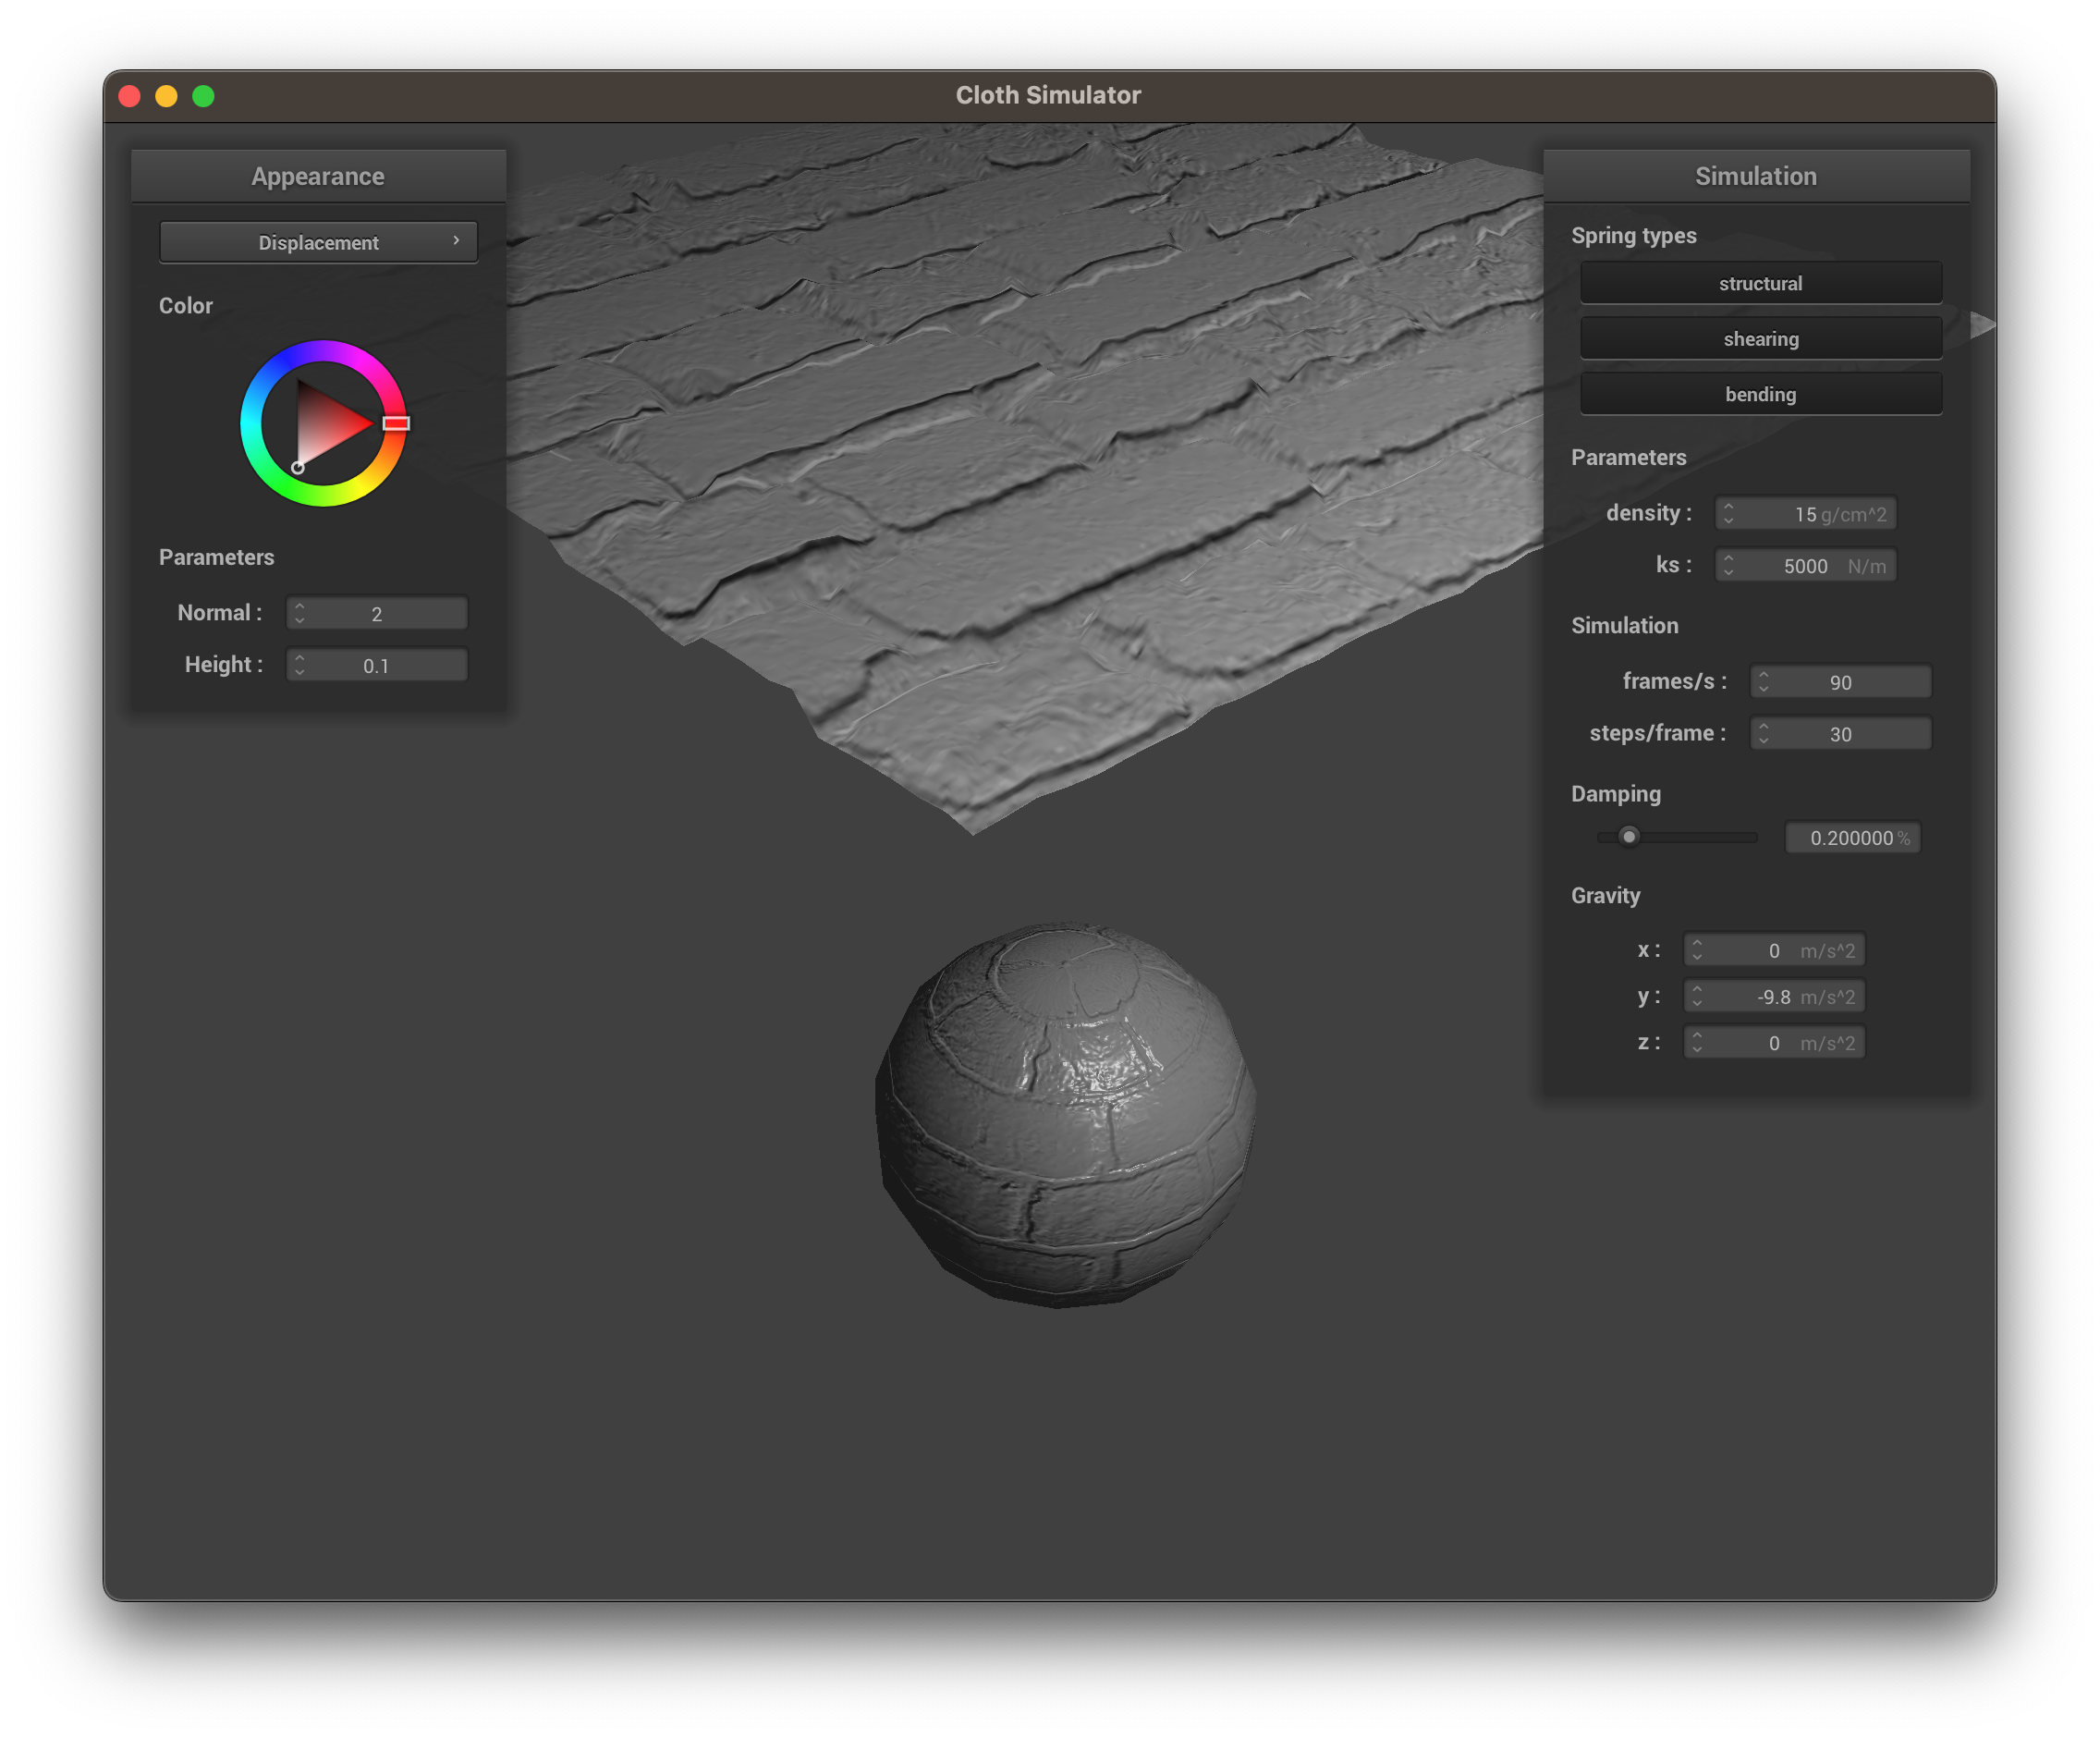 Cloth Simulator
Appearance
Displacement
Color
Parameters
Normal : 2
Height : 0.1
Simulation
Spring types
structural
shearing
bending
Parameters
density : 15 g/cm^2
ks : 5000 N/m
Simulation
frames/s : 90
steps/frame : 30
Damping
0.200000 %
Gravity
x : 0 m/s^2
y : -9.8 m/s^2
z : 0 m/s^2